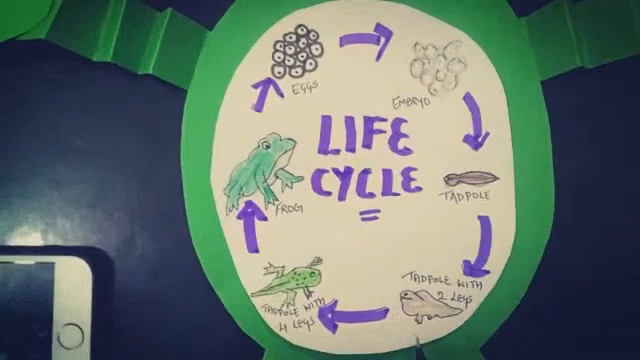 EGGS
EMBRYO
LIFE
CYCLE
TADPOLE
FROG
TADPOLE WITH
2 LEGS
TADPOLE WITH
4 LEGS